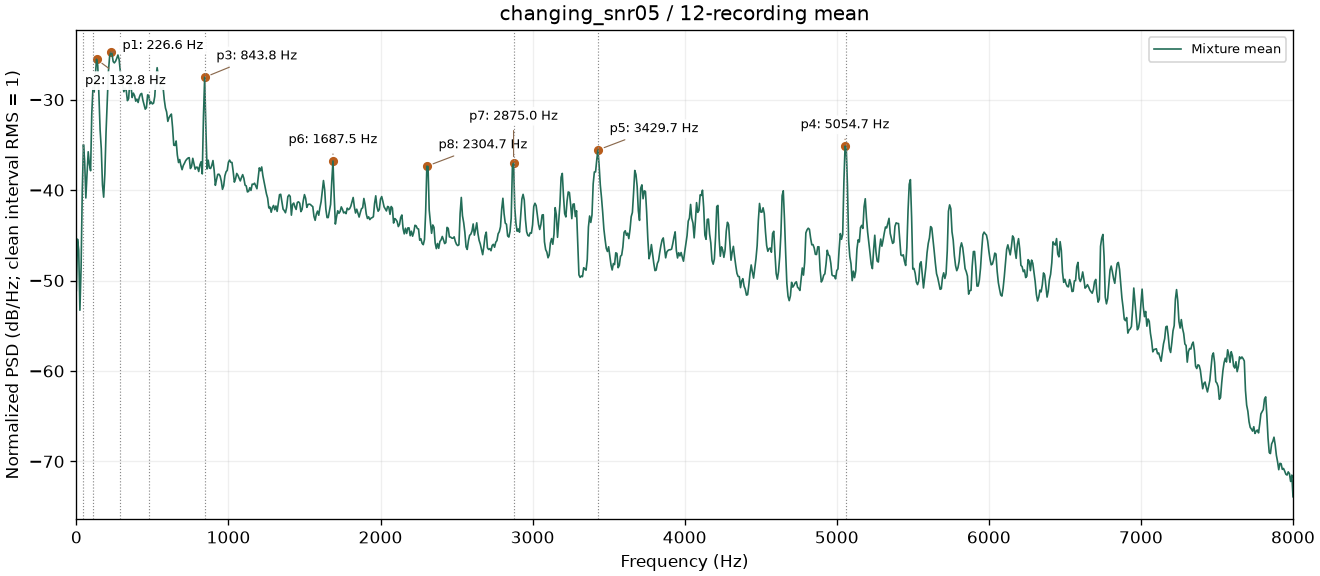 changing_snr05 / 12-recording mean
Normalized PSD (dB/Hz; clean interval RMS = 1)
−30
−40
−50
−60
−70
p1: 226.6 Hz
p2: 132.8 Hz
p3: 843.8 Hz
p6: 1687.5 Hz
p7: 2875.0 Hz
p8: 2304.7 Hz
p5: 3429.7 Hz
p4: 5054.7 Hz
Mixture mean
0
1000
2000
3000
4000
5000
6000
7000
8000
Frequency (Hz)